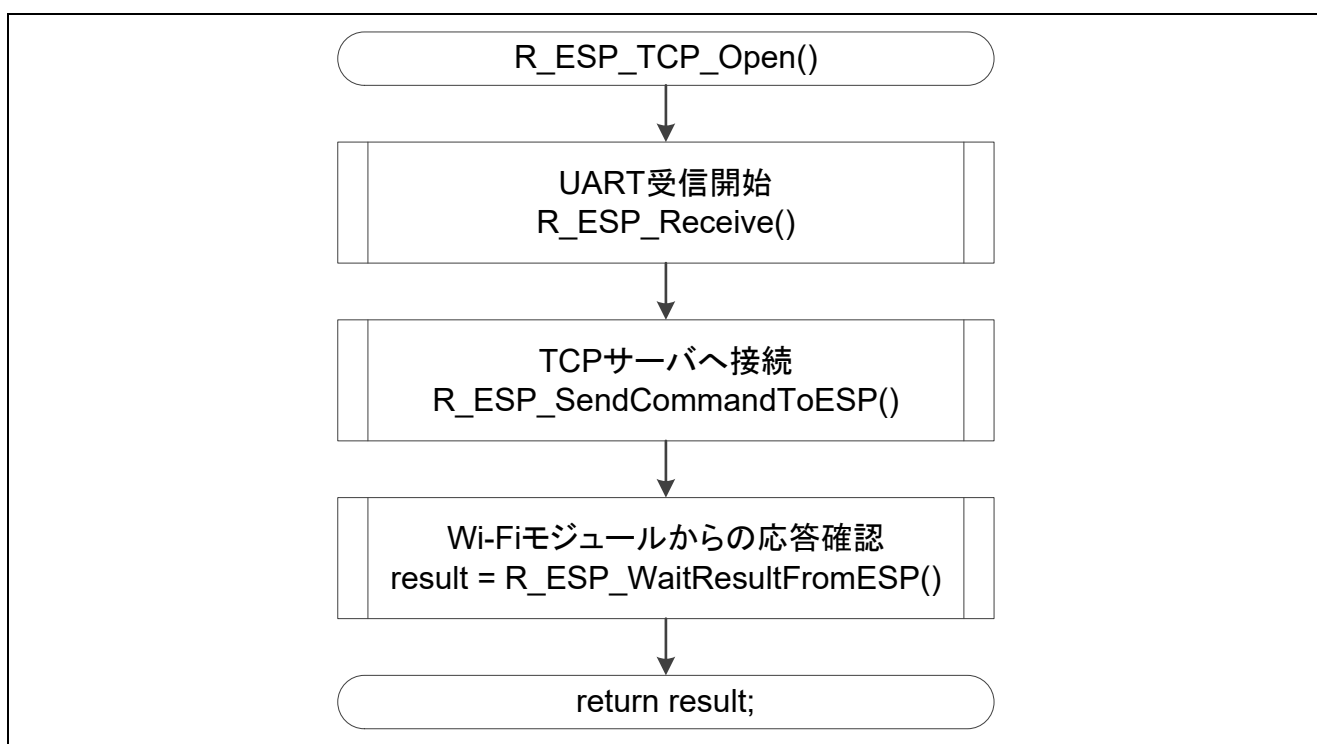 R_ESP_TCP_Open()
UART受信開始
R_ESP_Receive()
TCPサーバへ接続
R_ESP_SendCommandToESP()
Wi-Fiモジュールからの応答確認
result = R_ESP_WaitResultFromESP()
return result;